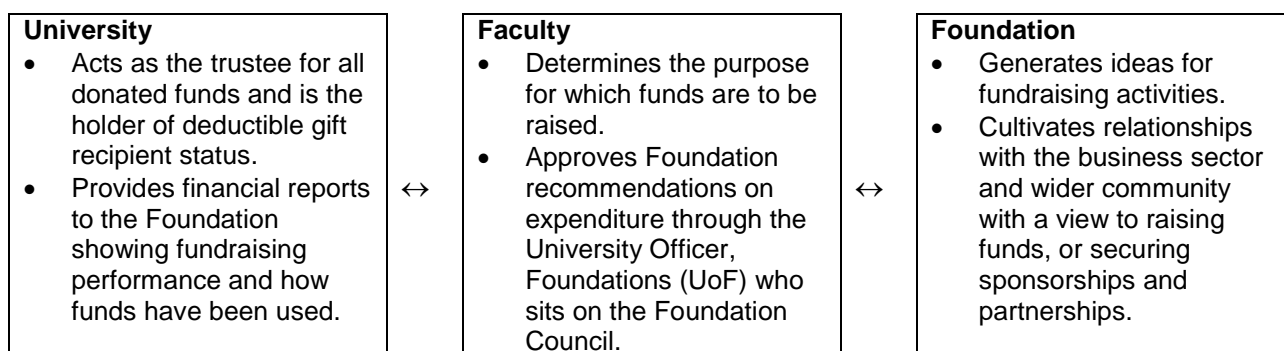 University
• Acts as the trustee for all
donated funds and is the
holder of deductible gift
recipient status.
• Provides financial reports
to the Foundation
showing fundraising
performance and how
funds have been used.
↔
Faculty
• Determines the purpose
for which funds are to be
raised.
• Approves Foundation
recommendations on
expenditure through the
University Officer,
Foundations (UoF) who
sits on the Foundation
Council.
↔
Foundation
• Generates ideas for
fundraising activities.
• Cultivates relationships
with the business sector
and wider community
with a view to raising
funds, or securing
sponsorships and
partnerships.